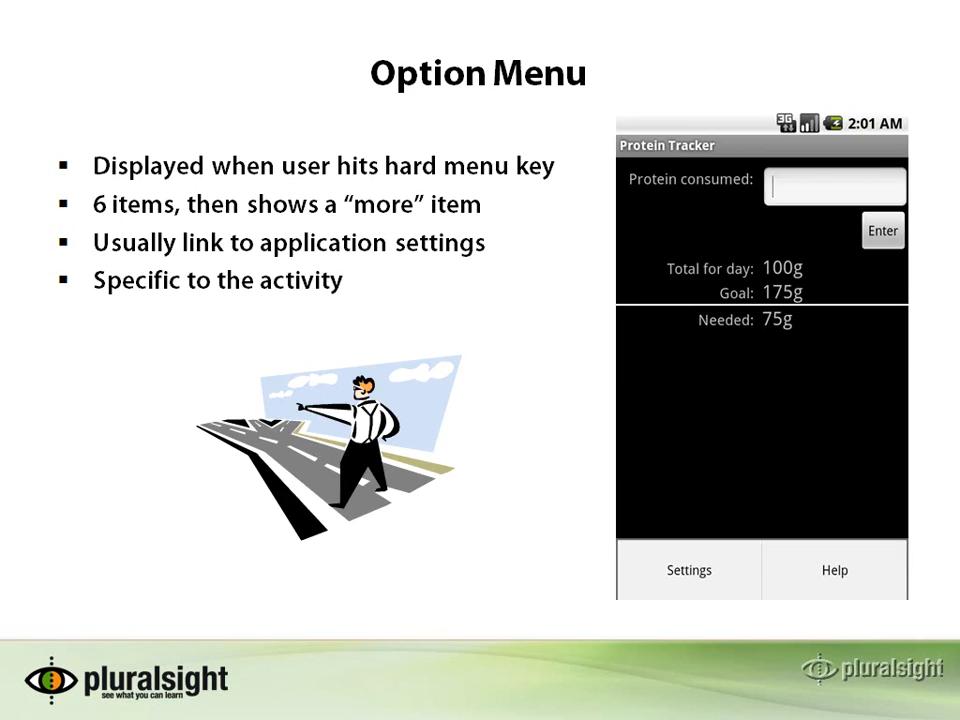 Option Menu
Displayed when user hits hard menu key
6 items, then shows a “more” item
Usually link to application settings
Specific to the activity
3G 2:01 AM
Protein Tracker
Protein consumed:
Enter
Total for day: 100g
Goal: 175g
Needed: 75g
Settings Help
pluralsight
see what you can learn
pluralsight